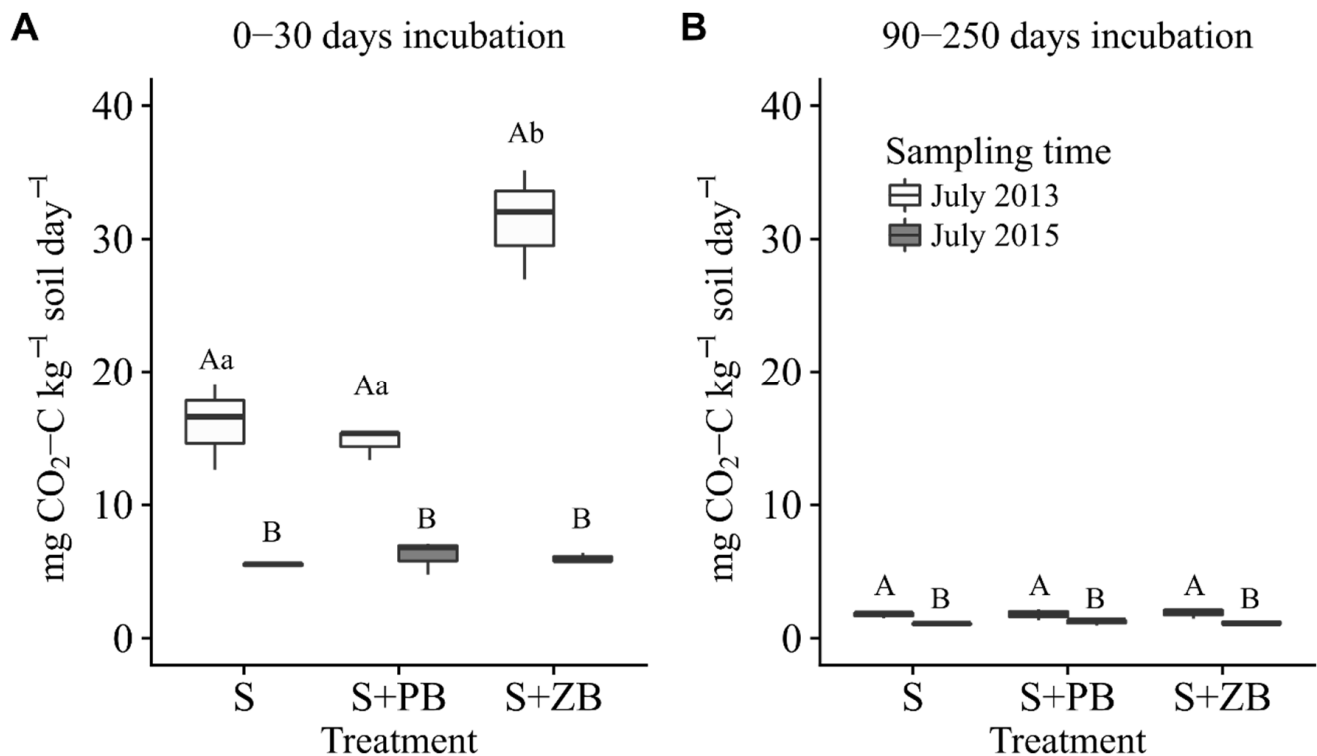 A
0−30 days incubation
mg CO₂−C kg⁻¹ soil day⁻¹
40
30
20
10
0
Aa
B
Aa
B
Ab
B
S
S+PB
S+ZB
Treatment
B
90−250 days incubation
mg CO₂−C kg⁻¹ soil day⁻¹
40
30
20
10
0
Sampling time
July 2013
July 2015
A
B
A
B
A
B
S
S+PB
S+ZB
Treatment